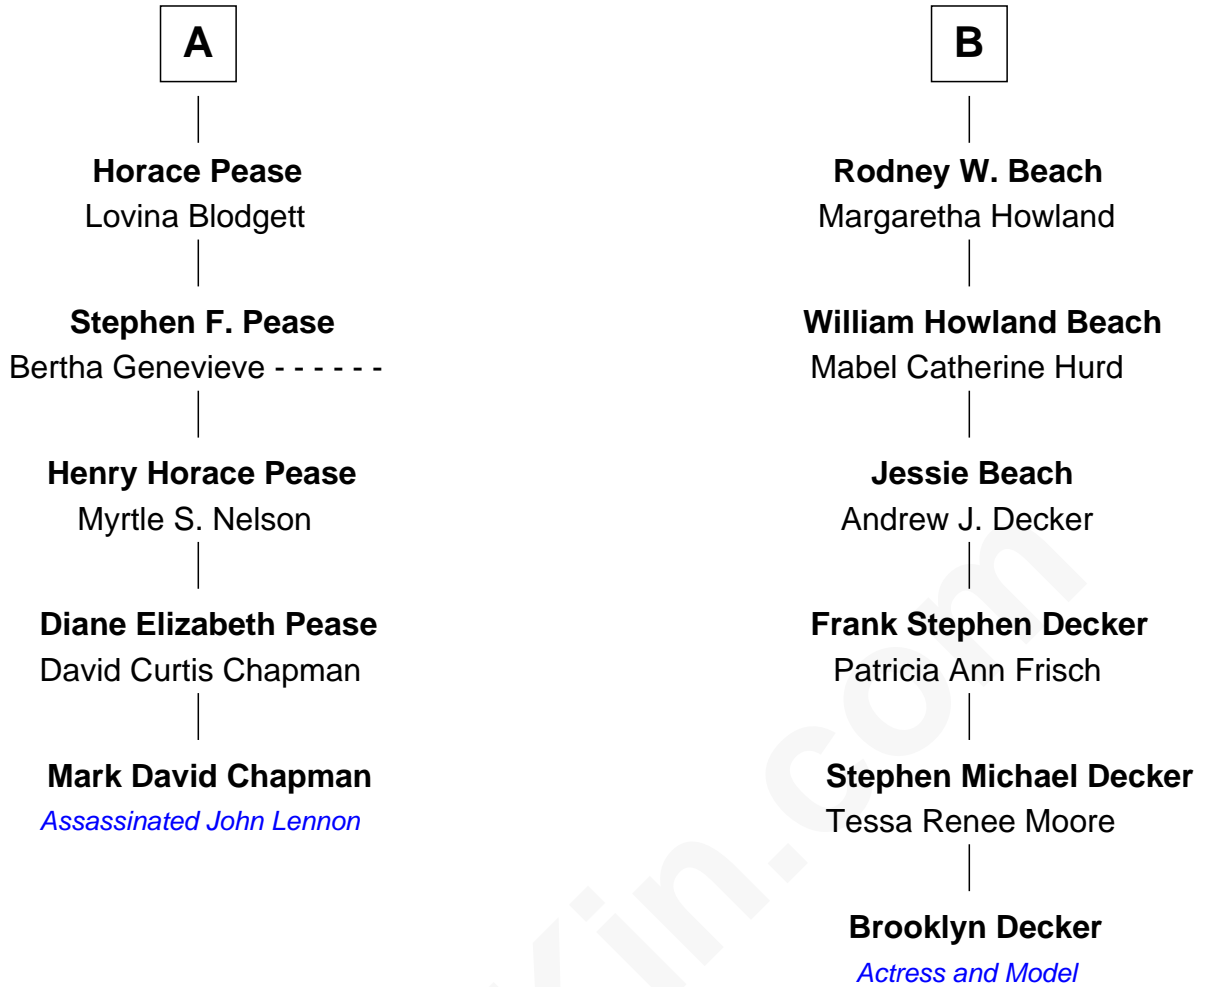 A
Horace Pease
Lovina Blodgett
Stephen F. Pease
Bertha Genevieve - - - - - -
Henry Horace Pease
Myrtle S. Nelson
Diane Elizabeth Pease
David Curtis Chapman
Mark David Chapman
Assassinated John Lennon
B
Rodney W. Beach
Margaretha Howland
William Howland Beach
Mabel Catherine Hurd
Jessie Beach
Andrew J. Decker
Frank Stephen Decker
Patricia Ann Frisch
Stephen Michael Decker
Tessa Renee Moore
Brooklyn Decker
Actress and Model
Kin.com